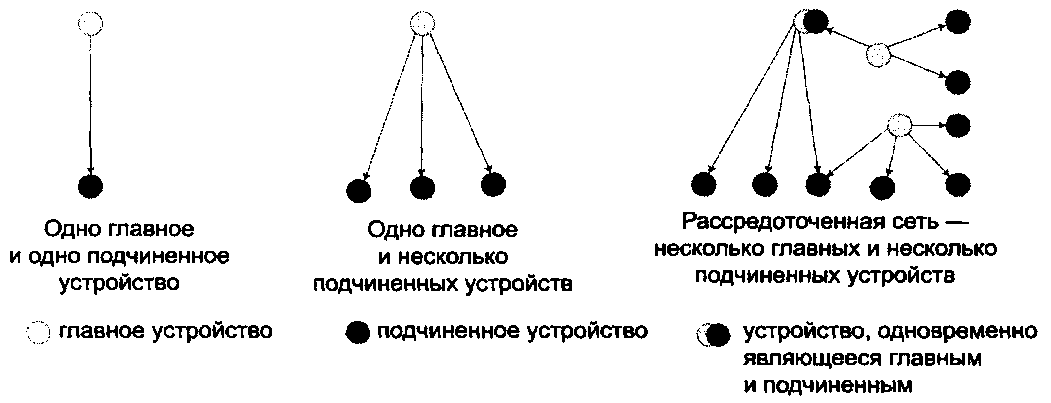 Одно главное
и одно подчиненное
устройство
Одно главное
и несколько
подчиненных устройств
Рассредоточенная сеть —
несколько главных и несколько
подчиненных устройств
главное устройство
подчиненное устройство
устройство, одновременно
являющееся главным
и подчиненным